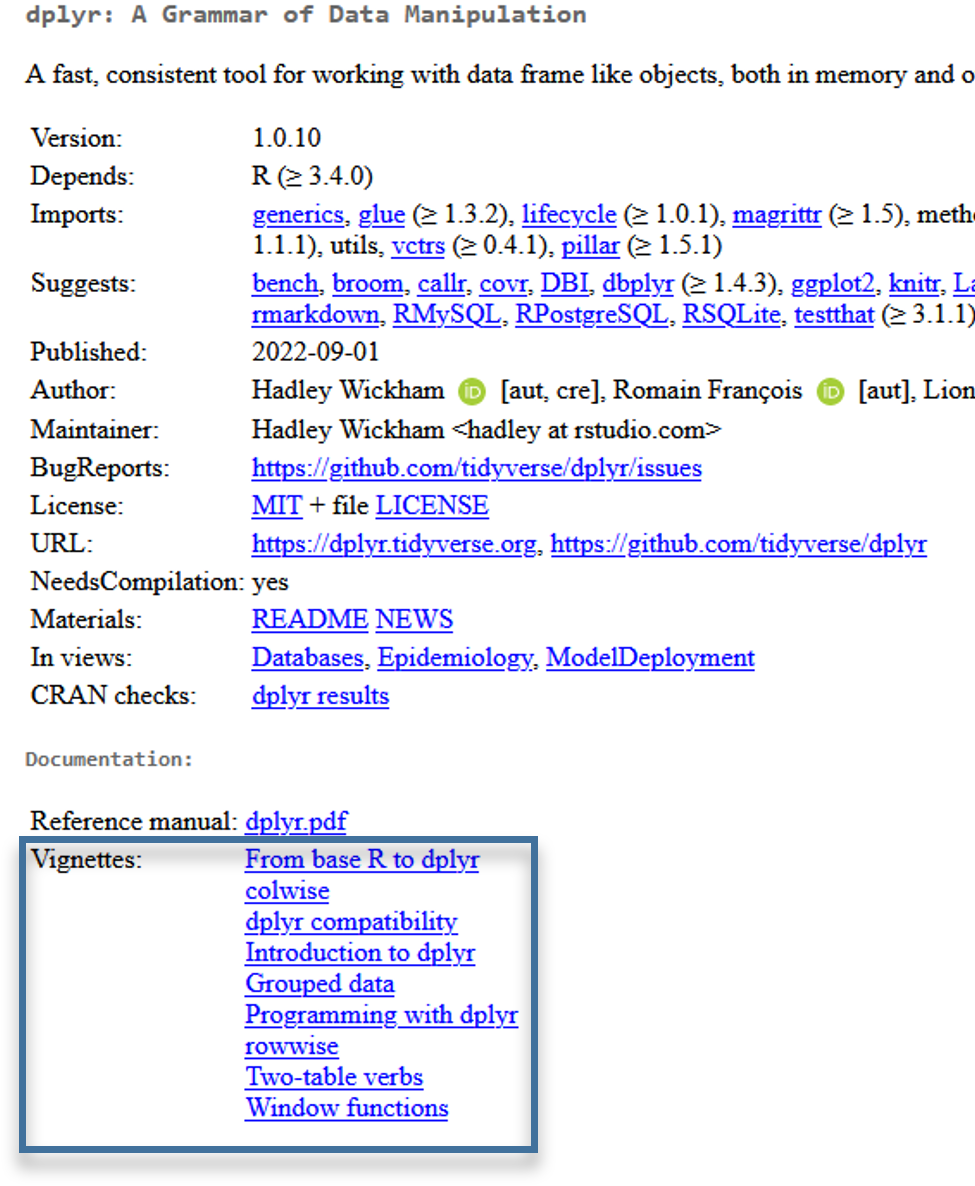 dplyr: A Grammar of Data Manipulation
A fast, consistent tool for working with data frame like objects, both in memory and o
Version: 1.0.10
Depends: R (≥ 3.4.0)
Imports: generics, glue (≥ 1.3.2), lifecycle (≥ 1.0.1), magrittr (≥ 1.5), meth
1.1.1), utils, vctrs (≥ 0.4.1), pillar (≥ 1.5.1)
Suggests: bench, broom, callr, covr, DBI, dbplyr (≥ 1.4.3), ggplot2, knitr, La
rmarkdown, RMySQL, RPostgreSQL, RSQLite, testthat (≥ 3.1.1)
Published: 2022-09-01
Author: Hadley Wickham iD [aut, cre], Romain François iD [aut], Lion
Maintainer: Hadley Wickham <hadley at rstudio.com>
BugReports: https://github.com/tidyverse/dplyr/issues
License: MIT + file LICENSE
URL: https://dplyr.tidyverse.org, https://github.com/tidyverse/dplyr
NeedsCompilation: yes
Materials: README NEWS
In views: Databases, Epidemiology, ModelDeployment
CRAN checks: dplyr results
Documentation:
Reference manual: dplyr.pdf
Vignettes: From base R to dplyr
colwise
dplyr compatibility
Introduction to dplyr
Grouped data
Programming with dplyr
rowwise
Two-table verbs
Window functions